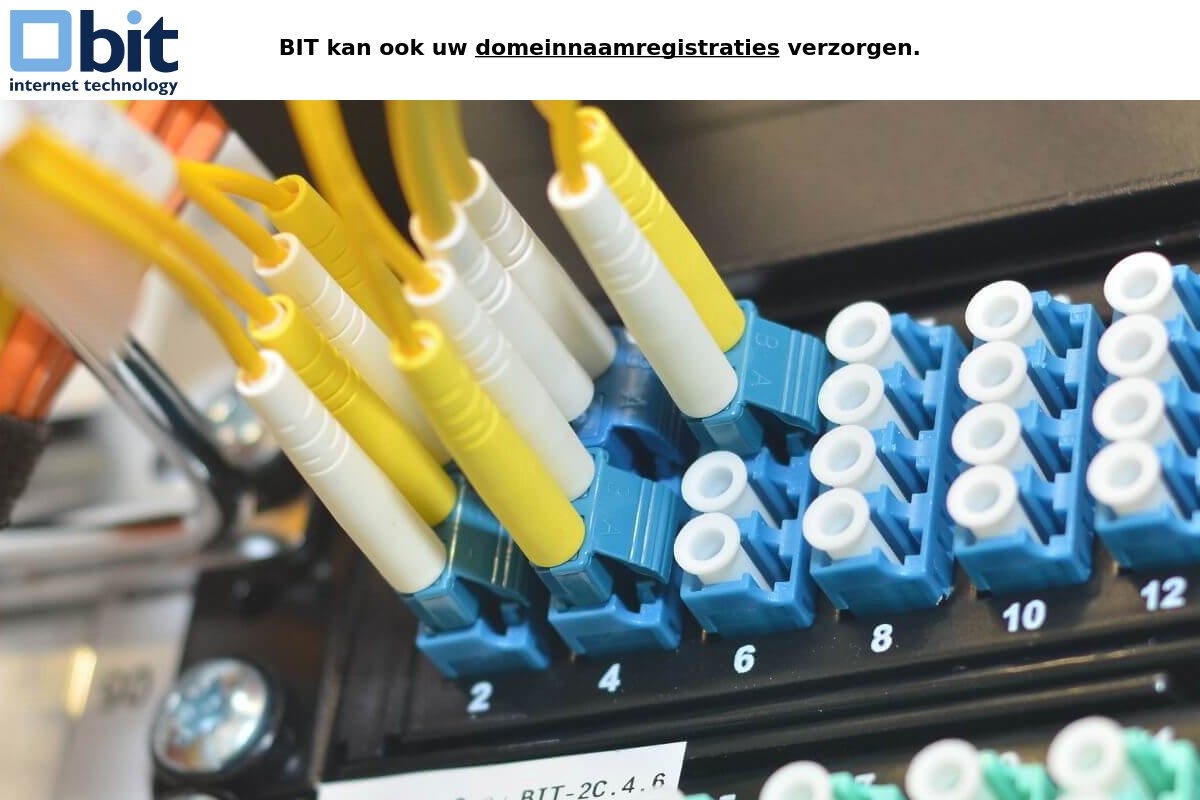 bit
internet technology
BIT kan ook uw domeinnaamregistraties verzorgen.
B A
B A
2
4
6
8
10
12
BIT-2C.4.6